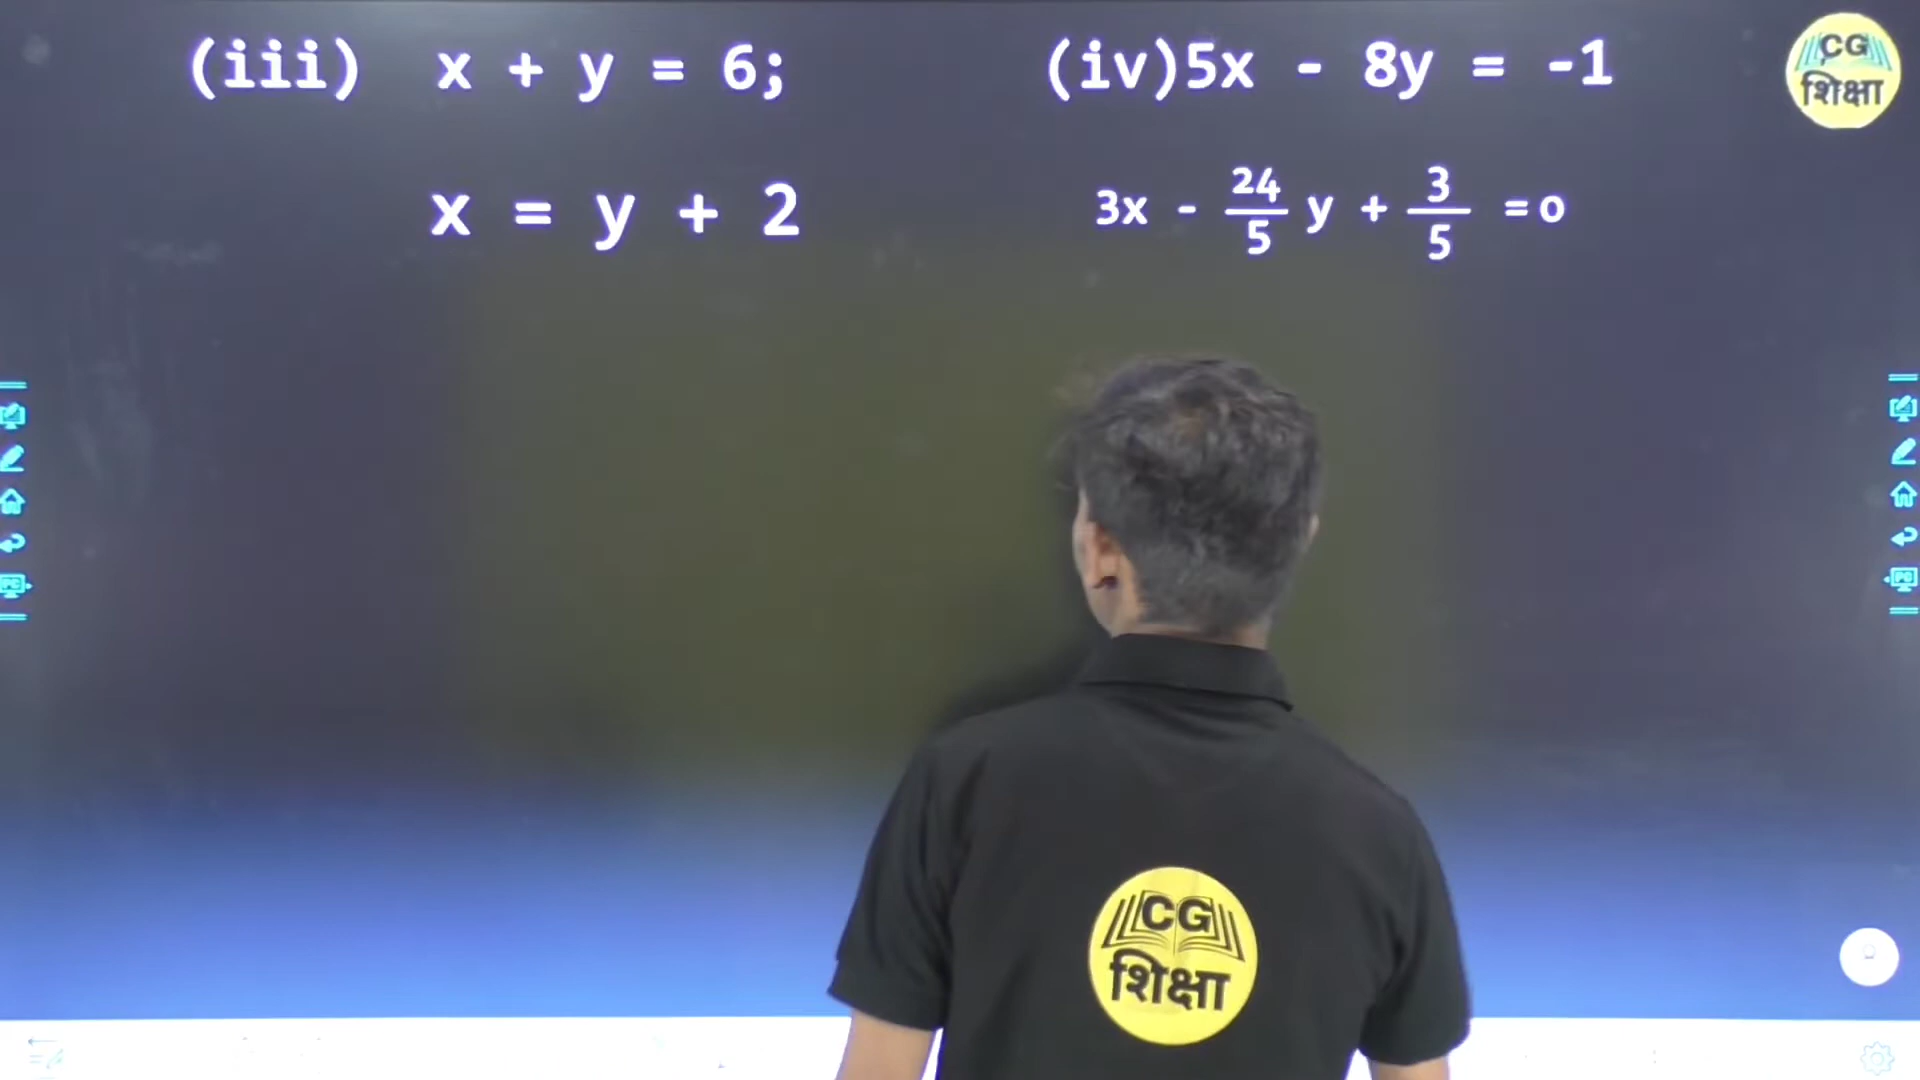 (iii) x + y = 6;
x = y + 2
(iv)5x - 8y = -1
3x - 24/5 y + 3/5 =0
CG
शिक्षा
CG
शिक्षा